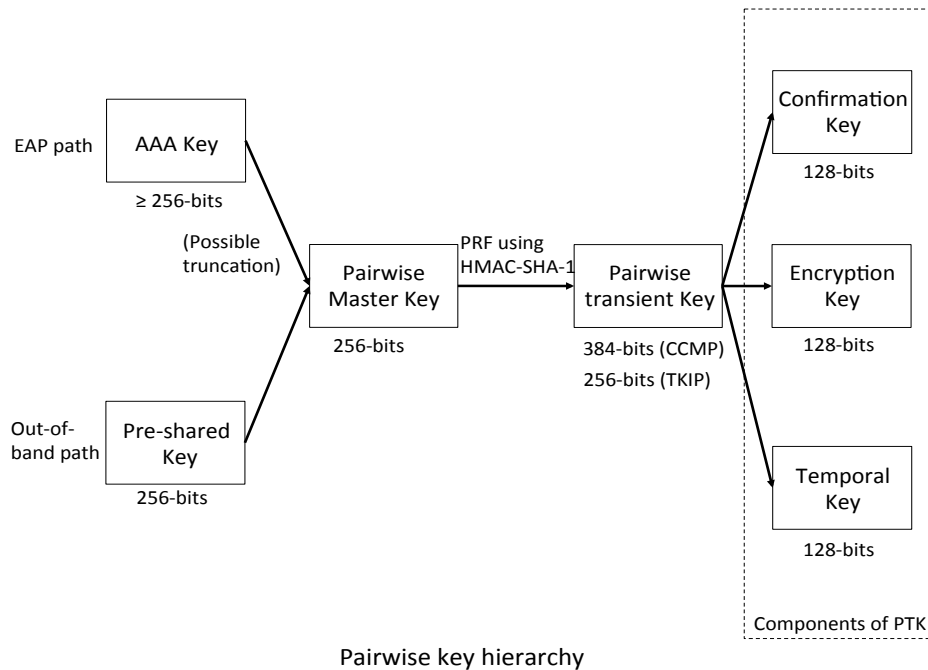 EAP path
AAA Key
≥ 256-bits
(Possible
truncation)
Out-of-
band path
Pre-shared
Key
256-bits
Pairwise
Master Key
256-bits
PRF using
HMAC-SHA-1
Pairwise
transient Key
384-bits (CCMP)
256-bits (TKIP)
Confirmation
Key
128-bits
Encryption
Key
128-bits
Temporal
Key
128-bits
Components of PTK
Pairwise key hierarchy